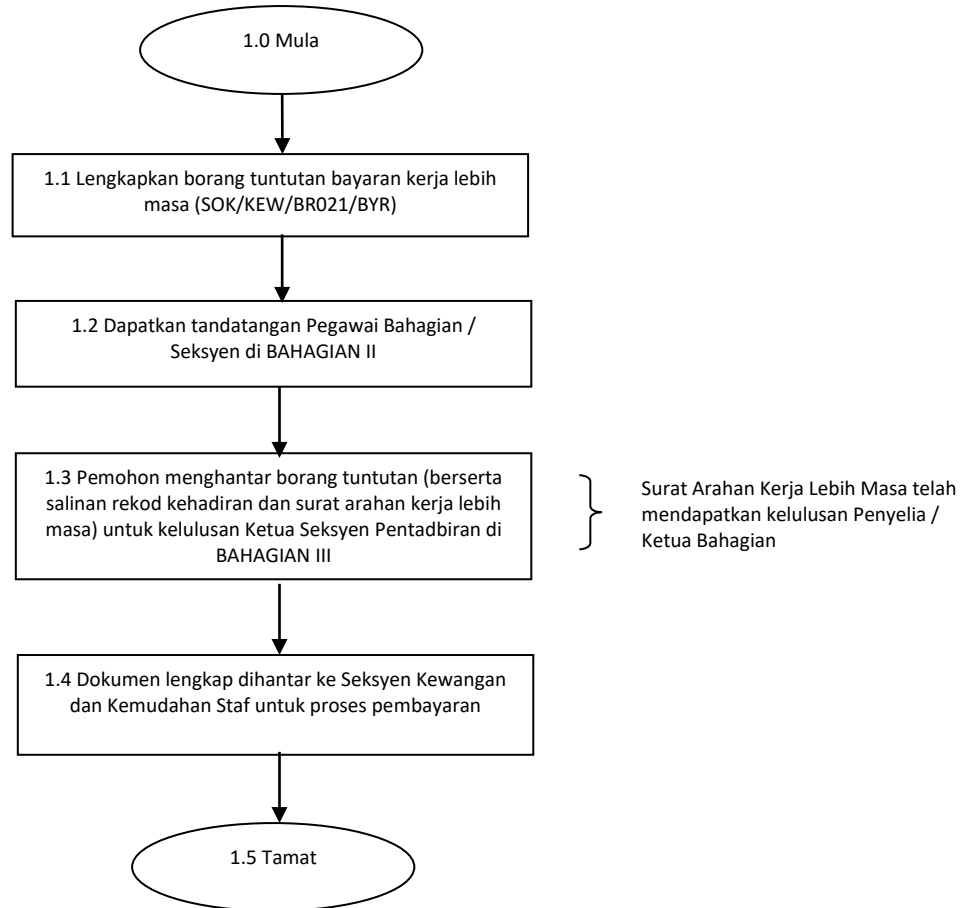 1.0 Mula
1.1 Lengkapkan borang tuntutan bayaran kerja lebih
masa (SOK/KEW/BR021/BYR)
1.2 Dapatkan tandatangan Pegawai Bahagian /
Seksyen di BAHAGIAN II
1.3 Pemohon menghantar borang tuntutan (berserta
salinan rekod kehadiran dan surat arahan kerja lebih
masa) untuk kelulusan Ketua Seksyen Pentadbiran di
BAHAGIAN III
Surat Arahan Kerja Lebih Masa telah
mendapatkan kelulusan Penyelia /
Ketua Bahagian
1.4 Dokumen lengkap dihantar ke Seksyen Kewangan
dan Kemudahan Staf untuk proses pembayaran
1.5 Tamat